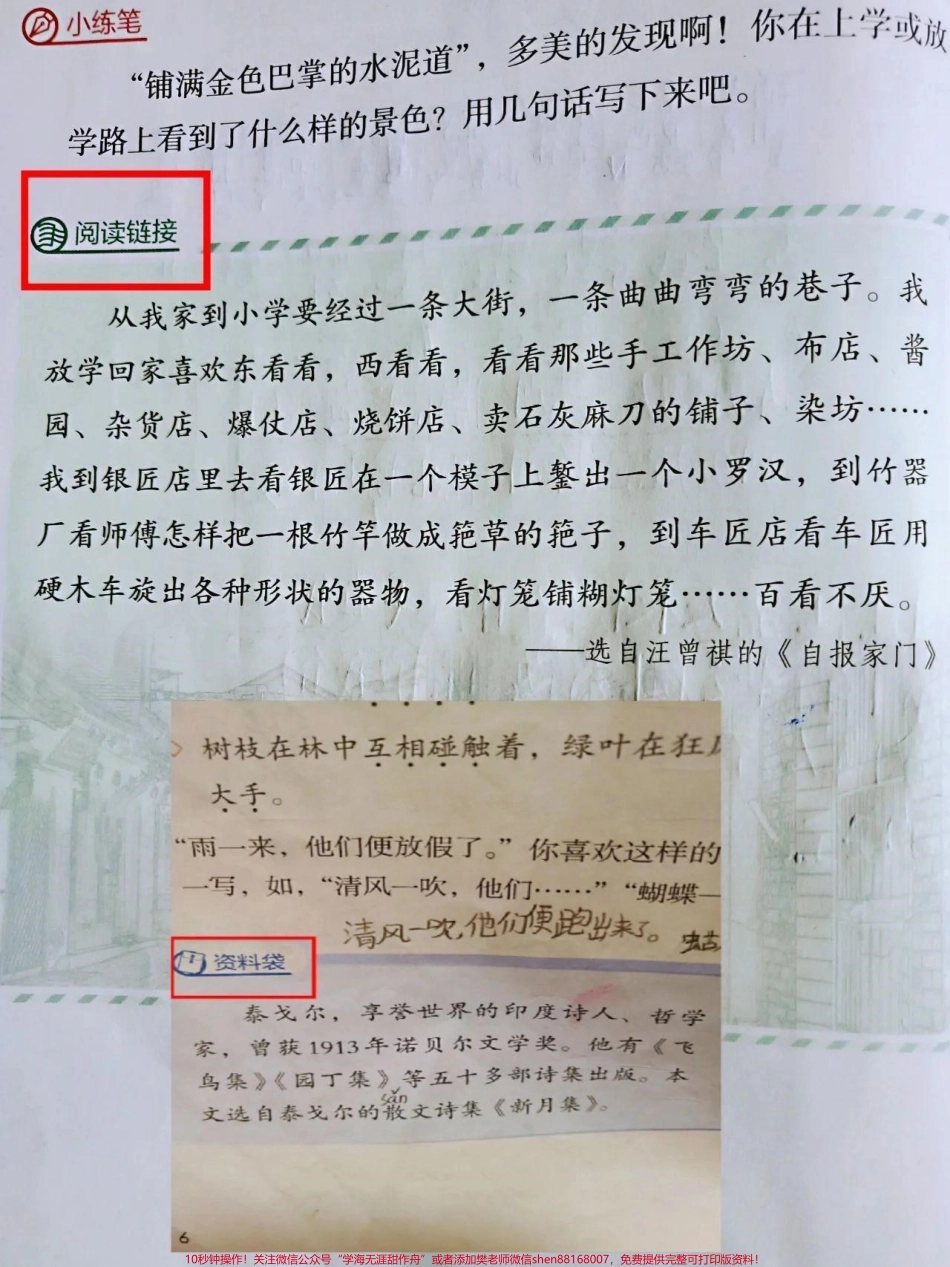 小练笔
“铺满金色巴掌的水泥道”，多美的发现啊！你在上学或放
学路上看到了什么样的景色？用几句话写下来吧。
阅读链接
从我家到小学要经过一条大街，一条曲曲弯弯的巷子。我
放学回家喜欢东看看，西看看，看看那些手工作坊、布店、酱
园、杂货店、爆仗店、烧饼店、卖石灰麻刀的铺子、染坊……
我到银匠店里去看银匠在一个模子上錾出一个小罗汉，到竹器
厂看师傅怎样把一根竹竿做成筢草的筢子，到车匠店看车匠用
硬木车旋出各种形状的器物，看灯笼铺糊灯笼……百看不厌。
——选自汪曾祺的《自报家门》
树枝在林中互相碰触着，绿叶在狂
大手。
“雨一来，他们便放假了。”你喜欢这样的
一写，如，“清风一吹，他们……”“蝴蝶一
清风一吹，他们便跑出来了。
资料袋
泰戈尔，享誉世界的印度诗人、哲学
家，曾获1913年诺贝尔文学奖。他有《飞
鸟集》《园丁集》等五十多部诗集出版。本
sǎn
文选自泰戈尔的散文诗集《新月集》。
6
10秒钟操作！关注微信公众号“学海无涯甜作舟”或者添加樊老师微信shen88168007，免费提供完整可打印版资料！